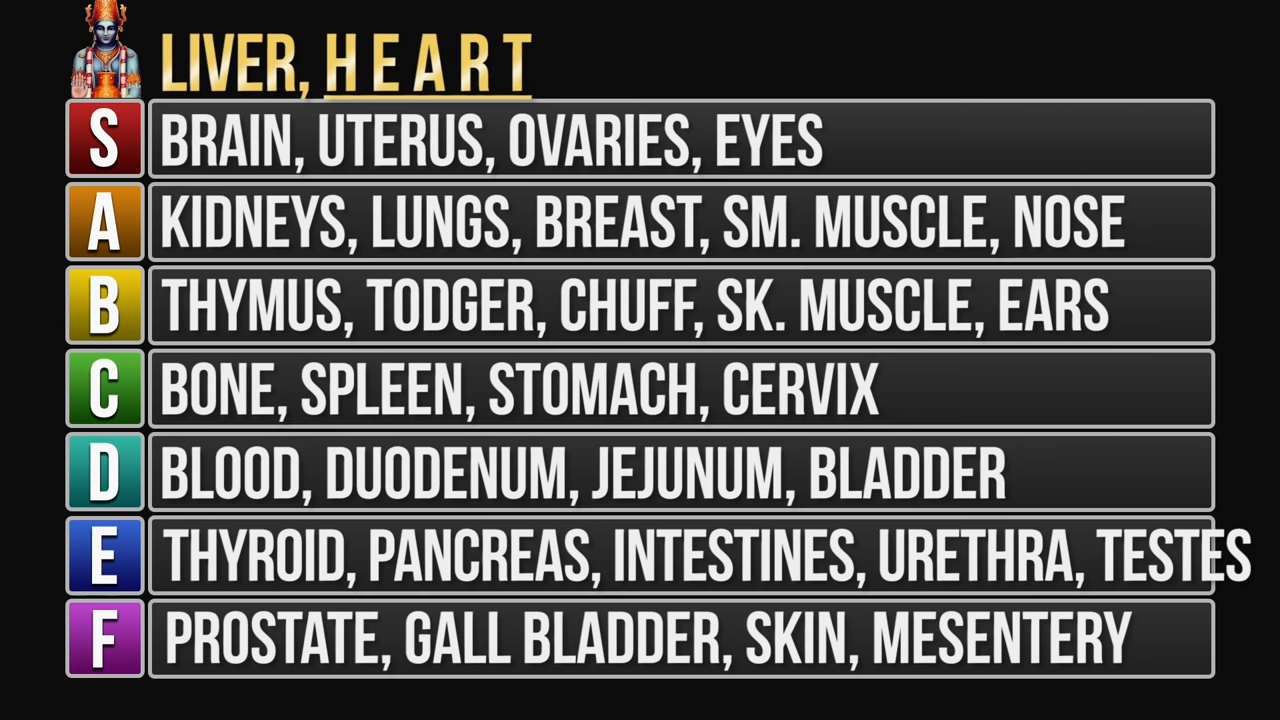 LIVER, H E A R T
S BRAIN, UTERUS, OVARIES, EYES
A KIDNEYS, LUNGS, BREAST, SM. MUSCLE, NOSE
B THYMUS, TODGER, CHUFF, SK. MUSCLE, EARS
C BONE, SPLEEN, STOMACH, CERVIX
D BLOOD, DUODENUM, JEJUNUM, BLADDER
E THYROID, PANCREAS, INTESTINES, URETHRA, TESTES
F PROSTATE, GALL BLADDER, SKIN, MESENTERY